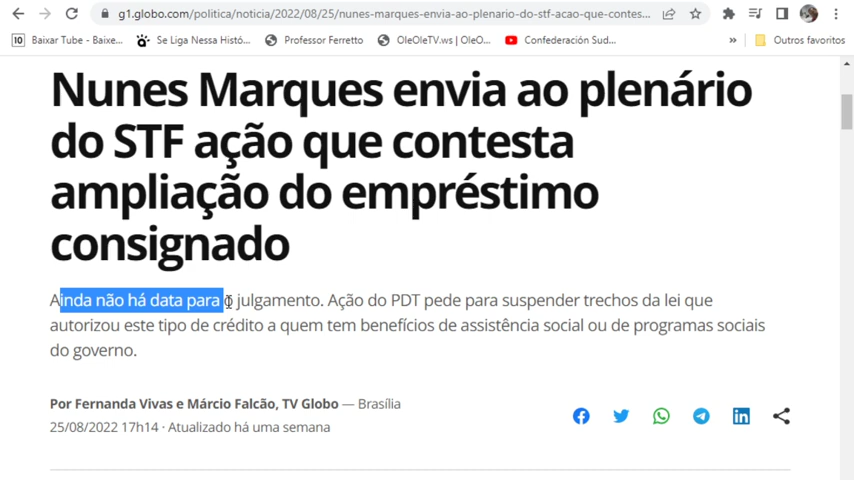 g1.globo.com/politica/noticia/2022/08/25/nunes-marques-envia-ao-plenario-do-stf-acao-que-contes...
10 Baixar Tube - Baixe... Se Liga Nessa Histó... Professor Ferretto OleOleTV.ws | OleO... Confederación Sud... » Outros favoritos
Nunes Marques envia ao plenário
do STF ação que contesta
ampliação do empréstimo
consignado
Ainda não há data para o julgamento. Ação do PDT pede para suspender trechos da lei que
autorizou este tipo de crédito a quem tem benefícios de assistência social ou de programas sociais
do governo.
Por Fernanda Vivas e Márcio Falcão, TV Globo — Brasília
25/08/2022 17h14 · Atualizado há uma semana